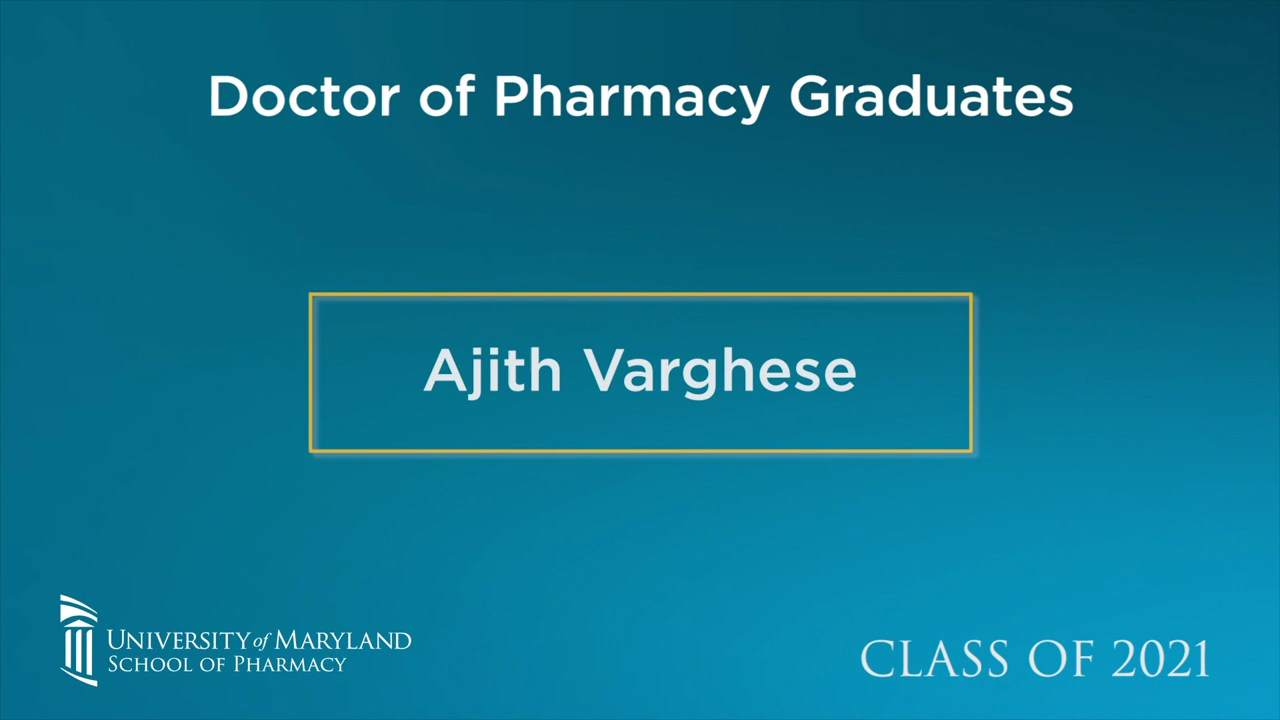 Doctor of Pharmacy Graduates
Ajith Varghese
UNIVERSITY of MARYLAND
SCHOOL OF PHARMACY
CLASS OF 2021